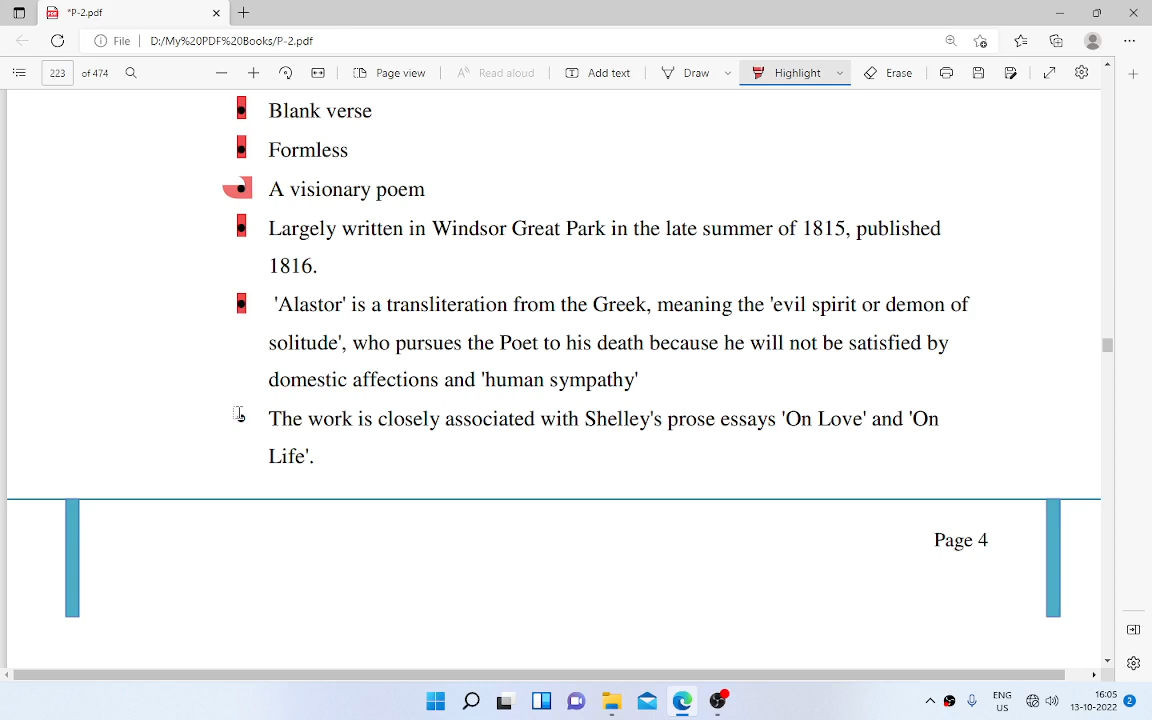 *P-2.pdf
File
D:/My%20PDF%20Books/P-2.pdf
223 of 474
Page view
Read aloud
Add text
Draw
Highlight
Erase
• Blank verse
• Formless
• A visionary poem
• Largely written in Windsor Great Park in the late summer of 1815, published
1816.
• 'Alastor' is a transliteration from the Greek, meaning the 'evil spirit or demon of
solitude', who pursues the Poet to his death because he will not be satisfied by
domestic affections and 'human sympathy'
• The work is closely associated with Shelley's prose essays 'On Love' and 'On
Life'.
Page 4
ENG
US
16:05
13-10-2022
2